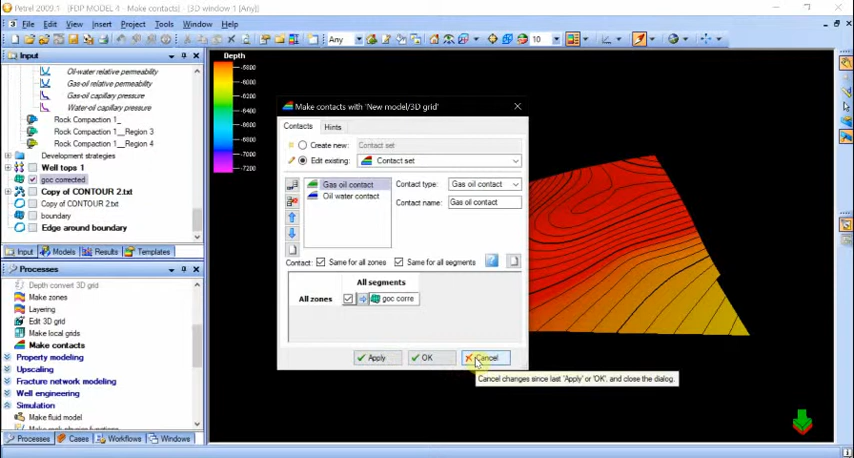 Petrel 2009.1 - [FDP MODEL 4 - Make contacts - 3D window 1 [Any]]
File Edit View Insert Project Tools Window Help
Any 10
Input
Oil-water relative permeability
Gas-oil relative permeability
Gas-oil capillary pressure
Water-oil capillary pressure
Rock Compaction 1_
Rock Compaction 1__Region 3
Rock Compaction 1__Region 4
Development strategies
Well tops 1
goc corrected
Copy of CONTOUR 2.txt
Copy of CONTOUR 2.txt
boundary
Edge around boundary
Input Models Results Templates
Processes
Depth convert 3D grid
Make zones
Layering
Edit 3D grid
Make local grids
Make contacts
Property modeling
Upscaling
Fracture network modeling
Well engineering
Simulation
Make fluid model
Processes Cases Workflows Windows
Depth
-5800
-6000
-6200
-6400
-6600
-6800
-7000
-7200
Make contacts with 'New model/3D grid'
Contacts Hints
Create new: Contact set
Edit existing: Contact set
Gas oil contact
Oil water contact
Contact type: Gas oil contact
Contact name: Gas oil contact
Contact: Same for all zones Same for all segments
All segments
All zones goc corre
Apply OK Cancel
Cancel changes since last 'Apply' or 'OK', and close the dialog.